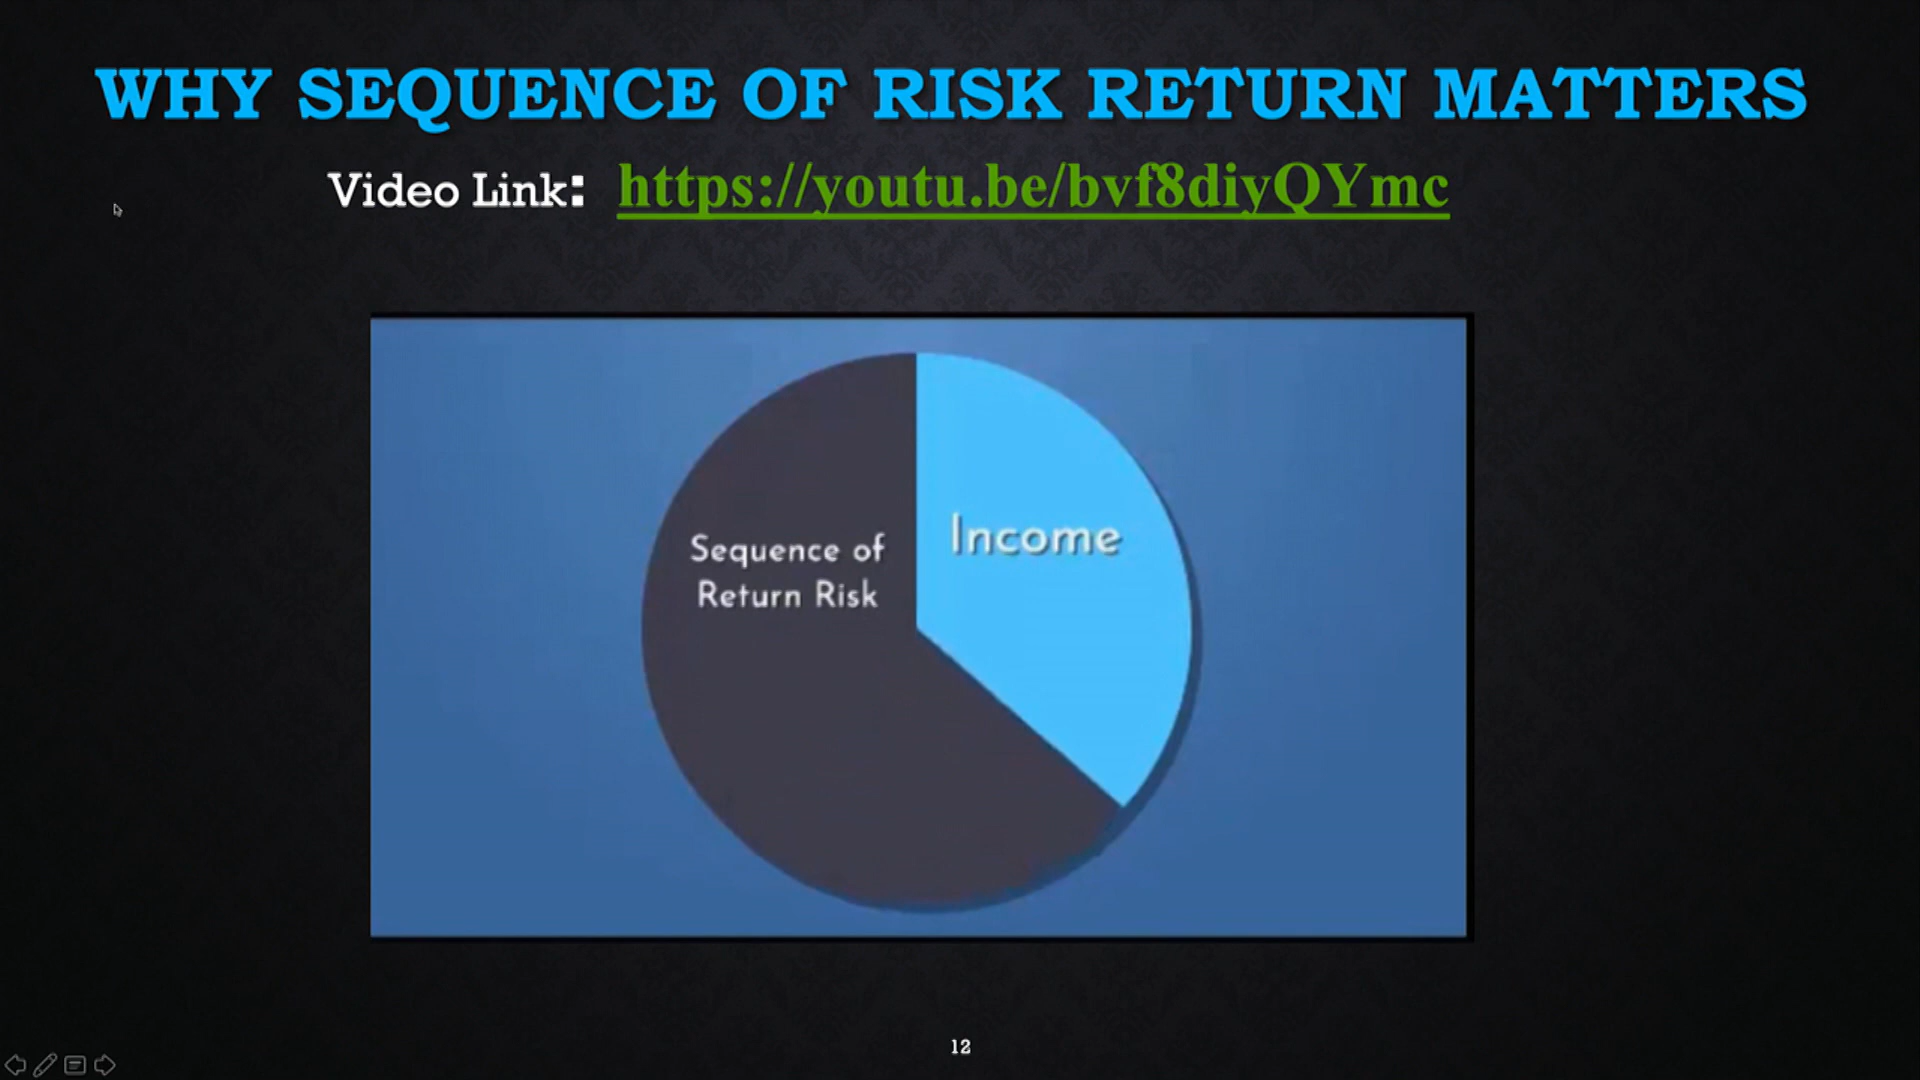 WHY SEQUENCE OF RISK RETURN MATTERS
Video Link: https://youtu.be/bvf8diyQYmc
Sequence of
Return Risk
Income
12